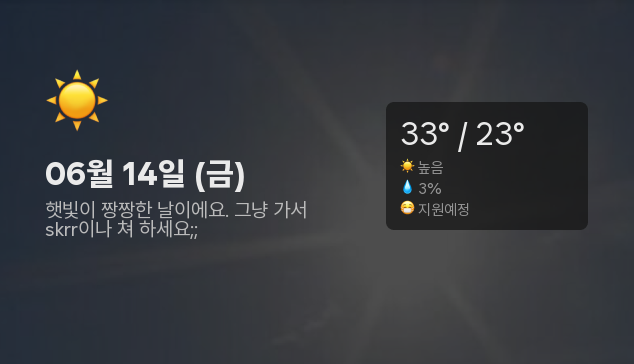 06월 14일 (금)
햇빛이 짱짱한 날이에요. 그냥 가서
skrr이나 쳐 하세요;;
33° / 23°
높음
3%
지원예정